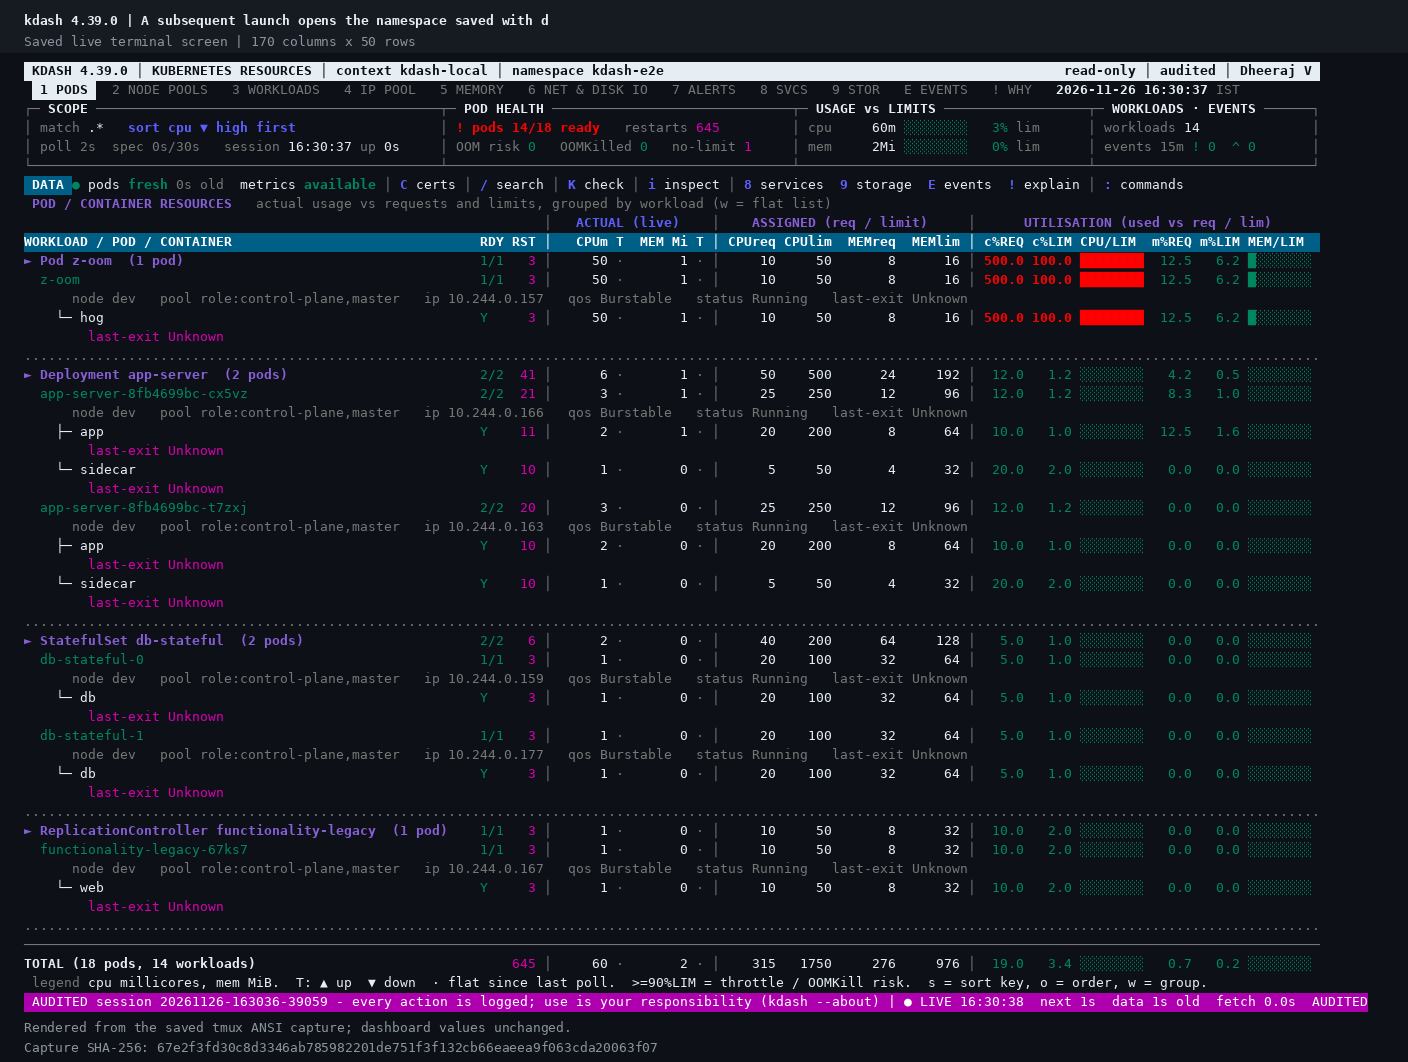 kdash 4.39.0 | A subsequent launch opens the namespace saved with d
Saved live terminal screen | 170 columns x 50 rows
KDASH 4.39.0 │ KUBERNETES RESOURCES │ context kdash-local │ namespace kdash-e2e read-only │ audited │ Dheeraj V
1 PODS 2 NODE POOLS 3 WORKLOADS 4 IP POOL 5 MEMORY 6 NET & DISK IO 7 ALERTS 8 SVCS 9 STOR E EVENTS ! WHY 2026-11-26 16:30:37 IST
SCOPE POD HEALTH USAGE vs LIMITS WORKLOADS · EVENTS
match .* sort cpu ▼ high first │ ! pods 14/18 ready restarts 645 │ cpu 60m ░░░░░░░░ 3% lim │ workloads 14
poll 2s spec 0s/30s session 16:30:37 up 0s │ OOM risk 0 OOMKilled 0 no-limit 1 │ mem 2Mi ░░░░░░░░ 0% lim │ events 15m ! 0 ^ 0
DATA ● pods fresh 0s old metrics available │ C certs │ / search │ K check │ i inspect │ 8 services 9 storage E events ! explain │ : commands
POD / CONTAINER RESOURCES actual usage vs requests and limits, grouped by workload (w = flat list)
│ ACTUAL (live) │ ASSIGNED (req / limit) │ UTILISATION (used vs req / lim)
WORKLOAD / POD / CONTAINER RDY RST │ CPUm T MEM Mi T │ CPUreq CPUlim MEMreq MEMlim │ c%REQ c%LIM CPU/LIM m%REQ m%LIM MEM/LIM
► Pod z-oom (1 pod) 1/1 3 │ 50 · 1 · │ 10 50 8 16 │ 500.0 100.0 ████████ 12.5 6.2 █░░░░░░░
z-oom 1/1 3 │ 50 · 1 · │ 10 50 8 16 │ 500.0 100.0 ████████ 12.5 6.2 █░░░░░░░
node dev pool role:control-plane,master ip 10.244.0.157 qos Burstable status Running last-exit Unknown
└─ hog Y 3 │ 50 · 1 · │ 10 50 8 16 │ 500.0 100.0 ████████ 12.5 6.2 █░░░░░░░
last-exit Unknown
► Deployment app-server (2 pods) 2/2 41 │ 6 · 1 · │ 50 500 24 192 │ 12.0 1.2 ░░░░░░░░ 4.2 0.5 ░░░░░░░░
app-server-8fb4699bc-cx5vz 2/2 21 │ 3 · 1 · │ 25 250 12 96 │ 12.0 1.2 ░░░░░░░░ 8.3 1.0 ░░░░░░░░
node dev pool role:control-plane,master ip 10.244.0.166 qos Burstable status Running last-exit Unknown
├─ app Y 11 │ 2 · 1 · │ 20 200 8 64 │ 10.0 1.0 ░░░░░░░░ 12.5 1.6 ░░░░░░░░
last-exit Unknown
└─ sidecar Y 10 │ 1 · 0 · │ 5 50 4 32 │ 20.0 2.0 ░░░░░░░░ 0.0 0.0 ░░░░░░░░
last-exit Unknown
app-server-8fb4699bc-t7zxj 2/2 20 │ 3 · 0 · │ 25 250 12 96 │ 12.0 1.2 ░░░░░░░░ 0.0 0.0 ░░░░░░░░
node dev pool role:control-plane,master ip 10.244.0.163 qos Burstable status Running last-exit Unknown
├─ app Y 10 │ 2 · 0 · │ 20 200 8 64 │ 10.0 1.0 ░░░░░░░░ 0.0 0.0 ░░░░░░░░
last-exit Unknown
└─ sidecar Y 10 │ 1 · 0 · │ 5 50 4 32 │ 20.0 2.0 ░░░░░░░░ 0.0 0.0 ░░░░░░░░
last-exit Unknown
► StatefulSet db-stateful (2 pods) 2/2 6 │ 2 · 0 · │ 40 200 64 128 │ 5.0 1.0 ░░░░░░░░ 0.0 0.0 ░░░░░░░░
db-stateful-0 1/1 3 │ 1 · 0 · │ 20 100 32 64 │ 5.0 1.0 ░░░░░░░░ 0.0 0.0 ░░░░░░░░
node dev pool role:control-plane,master ip 10.244.0.159 qos Burstable status Running last-exit Unknown
└─ db Y 3 │ 1 · 0 · │ 20 100 32 64 │ 5.0 1.0 ░░░░░░░░ 0.0 0.0 ░░░░░░░░
last-exit Unknown
db-stateful-1 1/1 3 │ 1 · 0 · │ 20 100 32 64 │ 5.0 1.0 ░░░░░░░░ 0.0 0.0 ░░░░░░░░
node dev pool role:control-plane,master ip 10.244.0.177 qos Burstable status Running last-exit Unknown
└─ db Y 3 │ 1 · 0 · │ 20 100 32 64 │ 5.0 1.0 ░░░░░░░░ 0.0 0.0 ░░░░░░░░
last-exit Unknown
► ReplicationController functionality-legacy (1 pod) 1/1 3 │ 1 · 0 · │ 10 50 8 32 │ 10.0 2.0 ░░░░░░░░ 0.0 0.0 ░░░░░░░░
functionality-legacy-67ks7 1/1 3 │ 1 · 0 · │ 10 50 8 32 │ 10.0 2.0 ░░░░░░░░ 0.0 0.0 ░░░░░░░░
node dev pool role:control-plane,master ip 10.244.0.167 qos Burstable status Running last-exit Unknown
└─ web Y 3 │ 1 · 0 · │ 10 50 8 32 │ 10.0 2.0 ░░░░░░░░ 0.0 0.0 ░░░░░░░░
last-exit Unknown
TOTAL (18 pods, 14 workloads) 645 │ 60 · 2 · │ 315 1750 276 976 │ 19.0 3.4 ░░░░░░░░ 0.7 0.2 ░░░░░░░░
legend cpu millicores, mem MiB. T: ▲ up ▼ down · flat since last poll. >=90%LIM = throttle / OOMKill risk. s = sort key, o = order, w = group.
AUDITED session 20261126-163036-39059 - every action is logged; use is your responsibility (kdash --about) | ● LIVE 16:30:38 next 1s data 1s old fetch 0.0s AUDITED
Rendered from the saved tmux ANSI capture; dashboard values unchanged.
Capture SHA-256: 67e2f3fd30c8d3346ab785982201de751f3f132cb66eaeea9f063cda20063f07